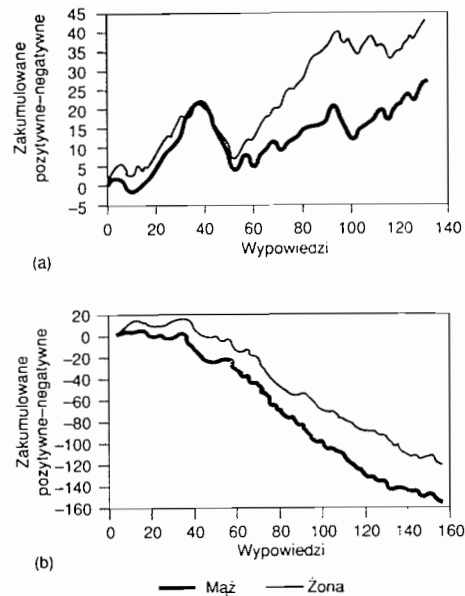 (a)
Zakumulowane
pozytywne–negatywne
45
40
35
30
25
20
15
10
5
0
−5
0 20 40 60 80 100 120 140
Wypowiedzi
(b)
Zakumulowane
pozytywne–negatywne
20
0
−20
−40
−60
−80
−100
−120
−140
−160
0 20 40 60 80 100 120 140 160
Wypowiedzi
Mąż Żona